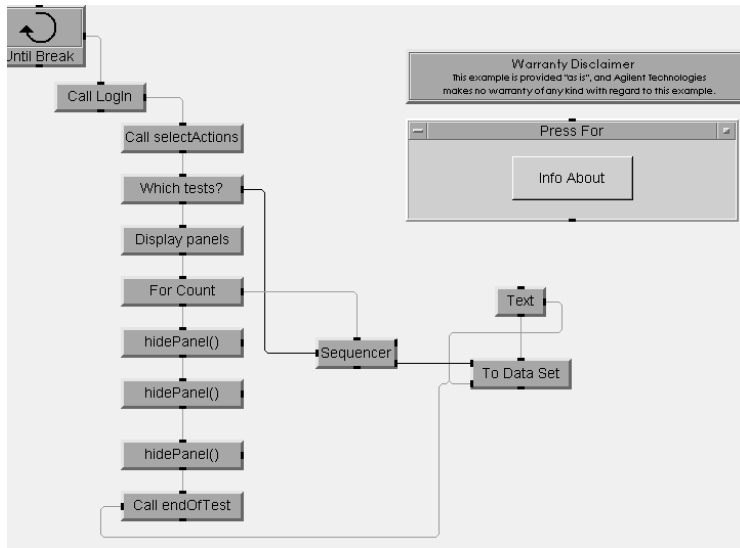 Until Break
Call LogIn
Call selectActions
Which tests?
Display panels
For Count
hidePanel()
hidePanel()
hidePanel()
Call endOfTest
Sequencer
Text
To Data Set
Warranty Disclaimer
This example is provided "as is", and Agilent Technologies
makes no warranty of any kind with regard to this example.
Press For
Info About